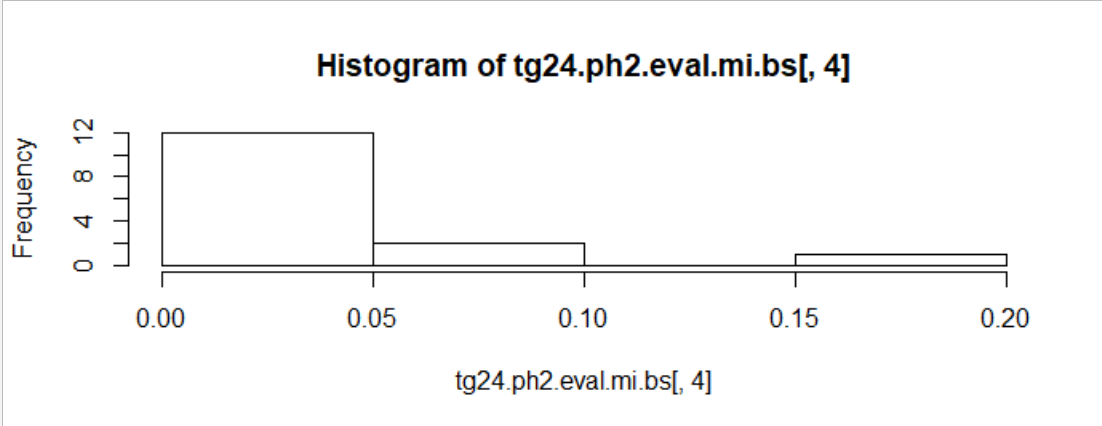 Histogram of tg24.ph2.eval.mi.bs[, 4]
Frequency
12
8
4
0
0.00 0.05 0.10 0.15 0.20
tg24.ph2.eval.mi.bs[, 4]